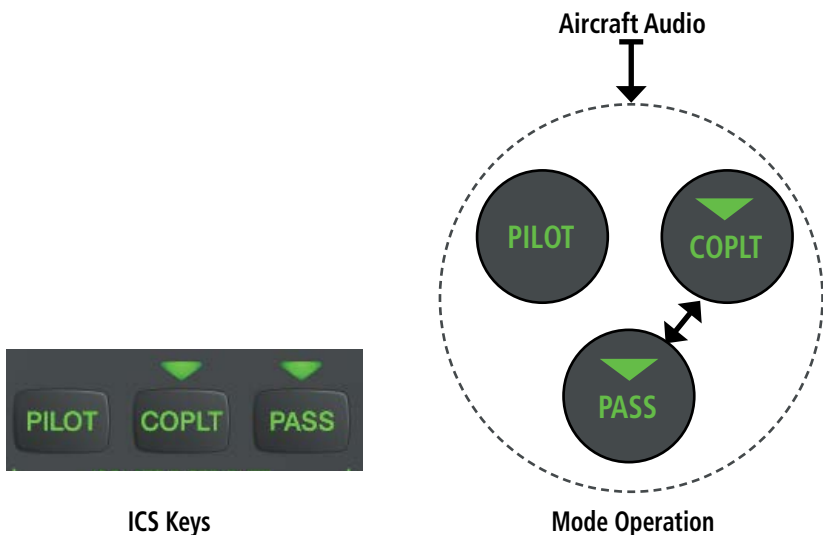 Aircraft Audio
PILOT
COPLT
PASS
PILOT COPLT PASS
ICS Keys
Mode Operation